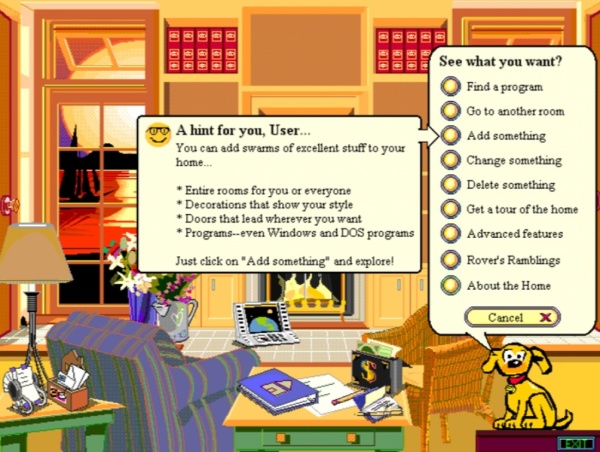 See what you want?
Find a program
Go to another room
Add something
Change something
Delete something
Get a tour of the home
Advanced features
Rover's Ramblings
About the Home
Cancel
A hint for you, User...
You can add swarms of excellent stuff to your
home...
* Entire rooms for you or everyone
* Decorations that show your style
* Doors that lead wherever you want
* Programs--even Windows and DOS programs
Just click on "Add something" and explore!
EXIT